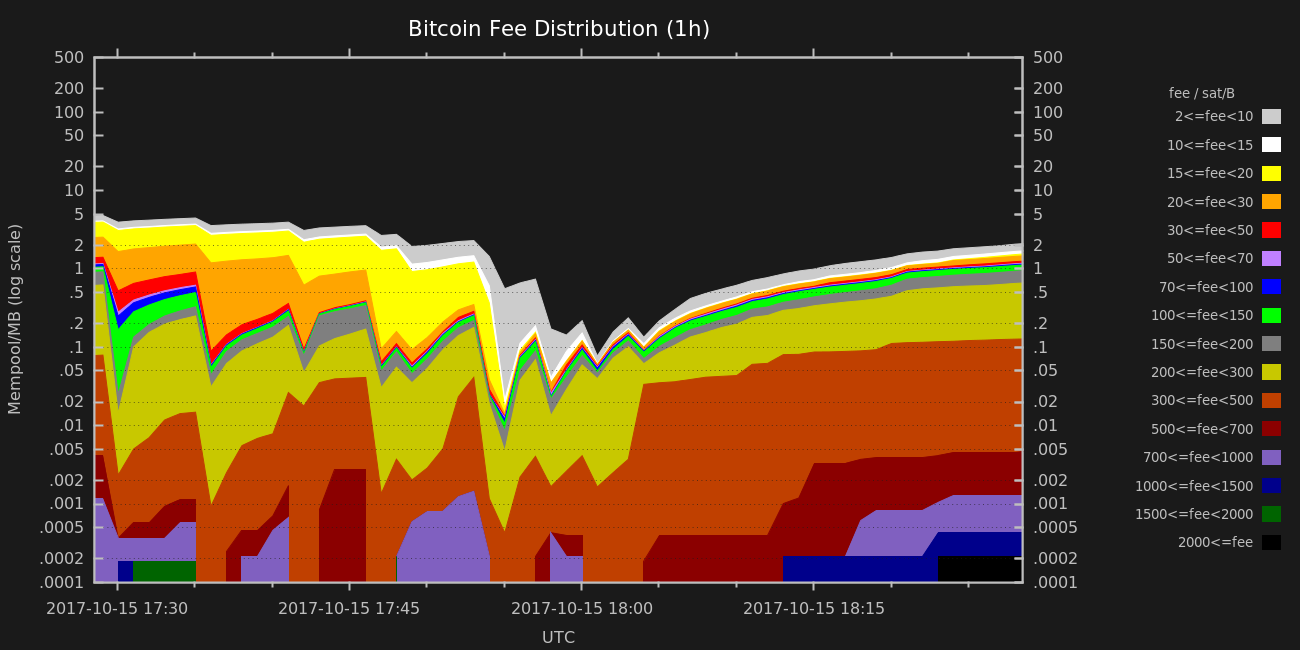 Bitcoin Fee Distribution (1h)
Mempool/MB (log scale)
500
200
100
50
20
10
5
2
1
.5
.2
.1
.05
.02
.01
.005
.002
.001
.0005
.0002
.0001
500
200
100
50
20
10
5
2
1
.5
.2
.1
.05
.02
.01
.005
.002
.001
.0005
.0002
.0001
2017-10-15 17:30
2017-10-15 17:45
2017-10-15 18:00
2017-10-15 18:15
UTC
fee / sat/B
2<=fee<10
10<=fee<15
15<=fee<20
20<=fee<30
30<=fee<50
50<=fee<70
70<=fee<100
100<=fee<150
150<=fee<200
200<=fee<300
300<=fee<500
500<=fee<700
700<=fee<1000
1000<=fee<1500
1500<=fee<2000
2000<=fee